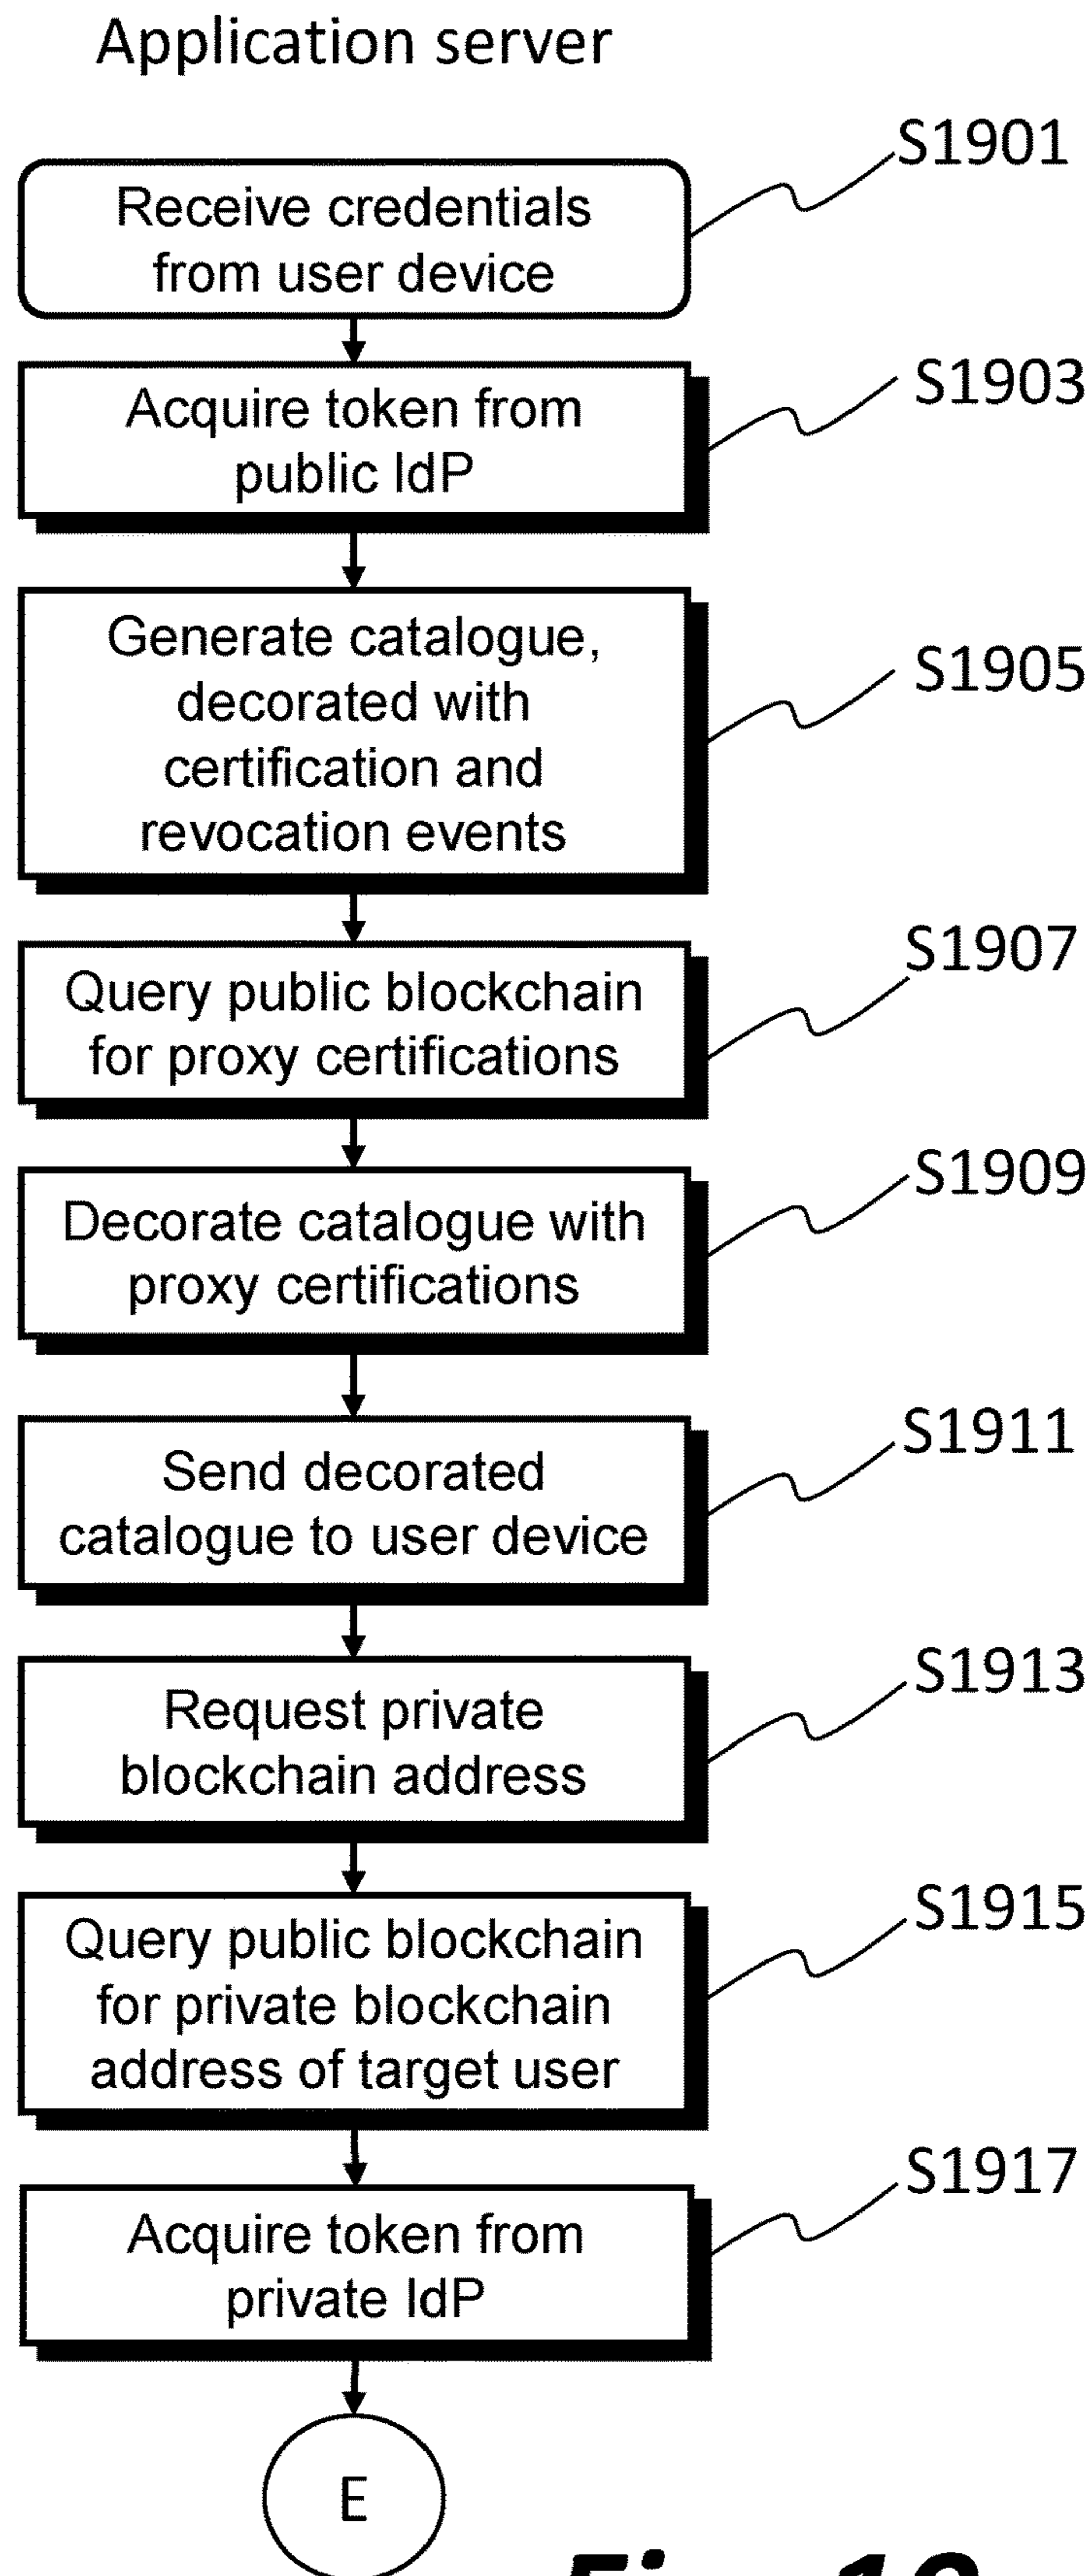 Application server
S1901
Receive credentials
from user device
S1903
Acquire token from
public IdP
Generate catalogue,
decorated with
certification and
revocation events
S1905
S1907
Query public blockchain
for proxy certifications
S1909
Decorate catalogue with
proxy certifications
S1911
Send decorated
catalogue to user device
S1913
Request private
blockchain address
S1915
Query public blockchain
for private blockchain
address of target user
S1917
Acquire token from
private IdP
E